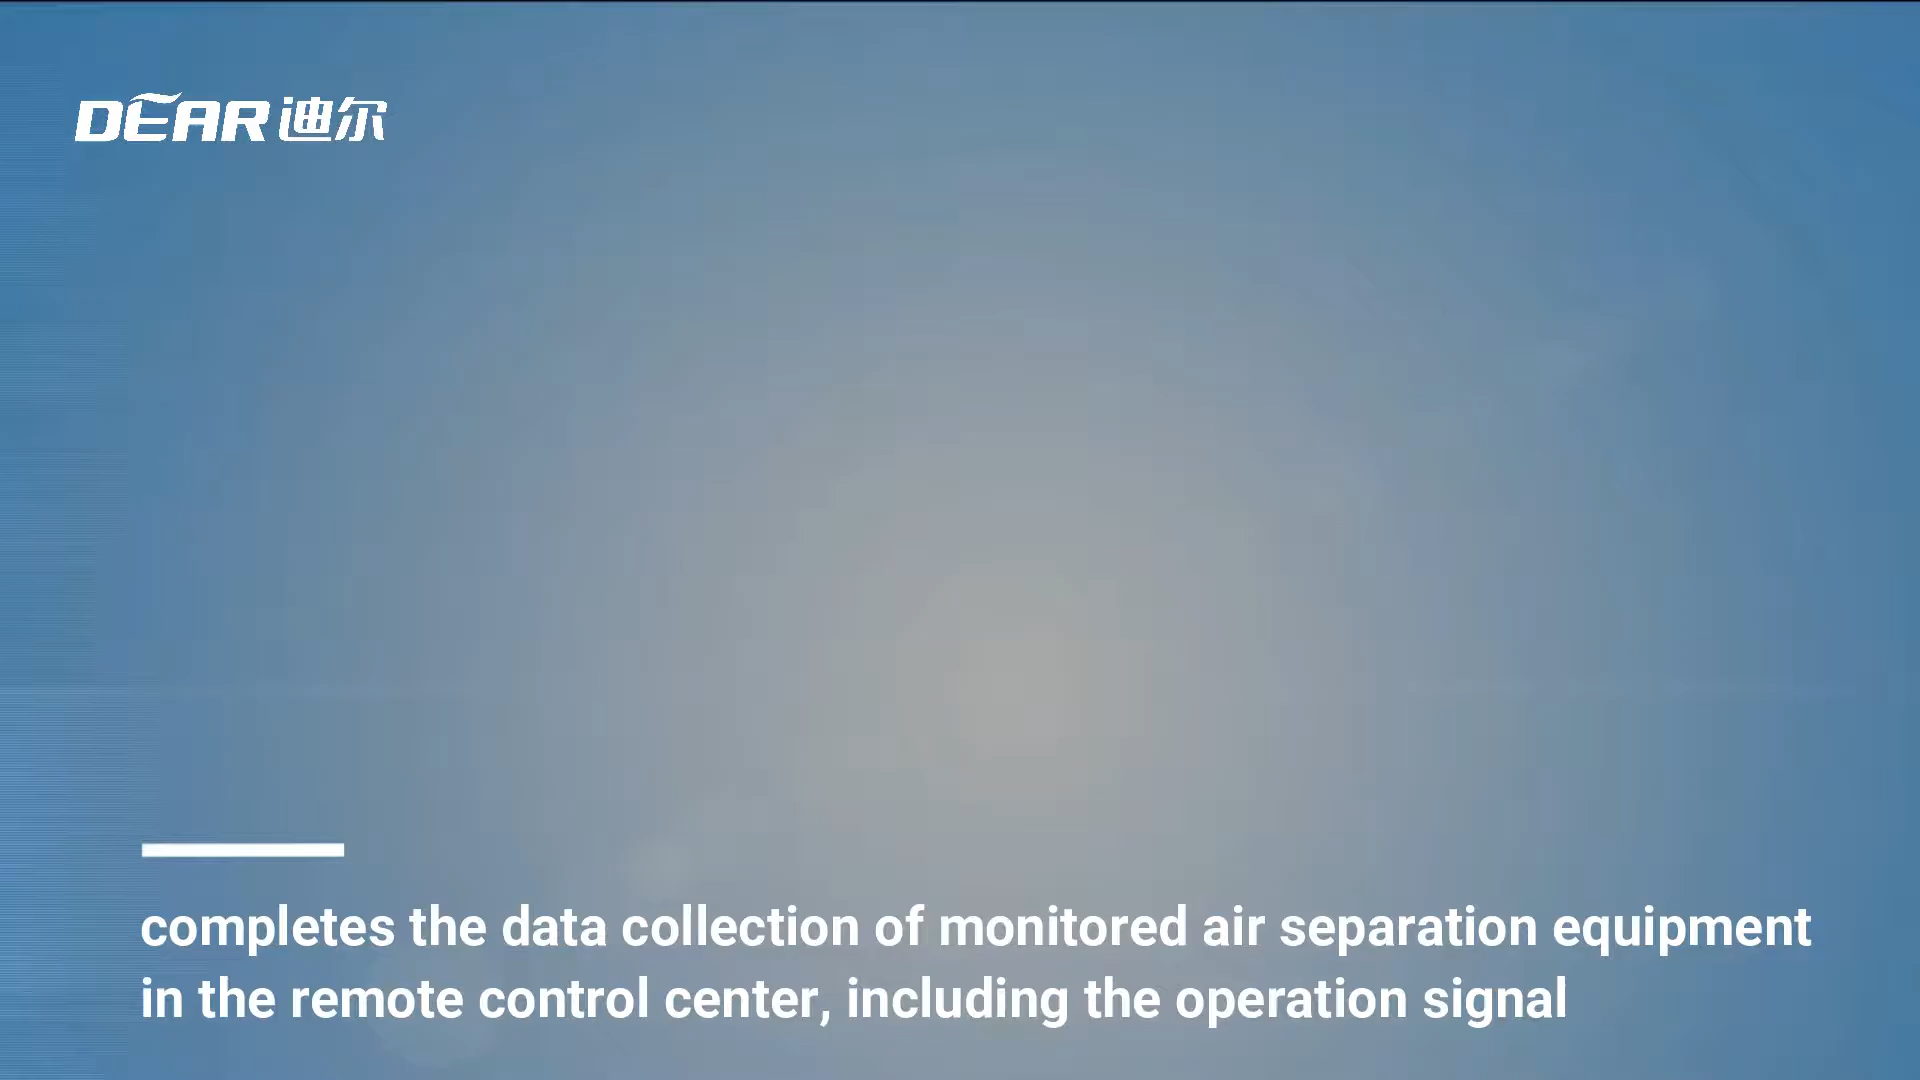 DEAR迪尔
completes the data collection of monitored air separation equipment
in the remote control center, including the operation signal